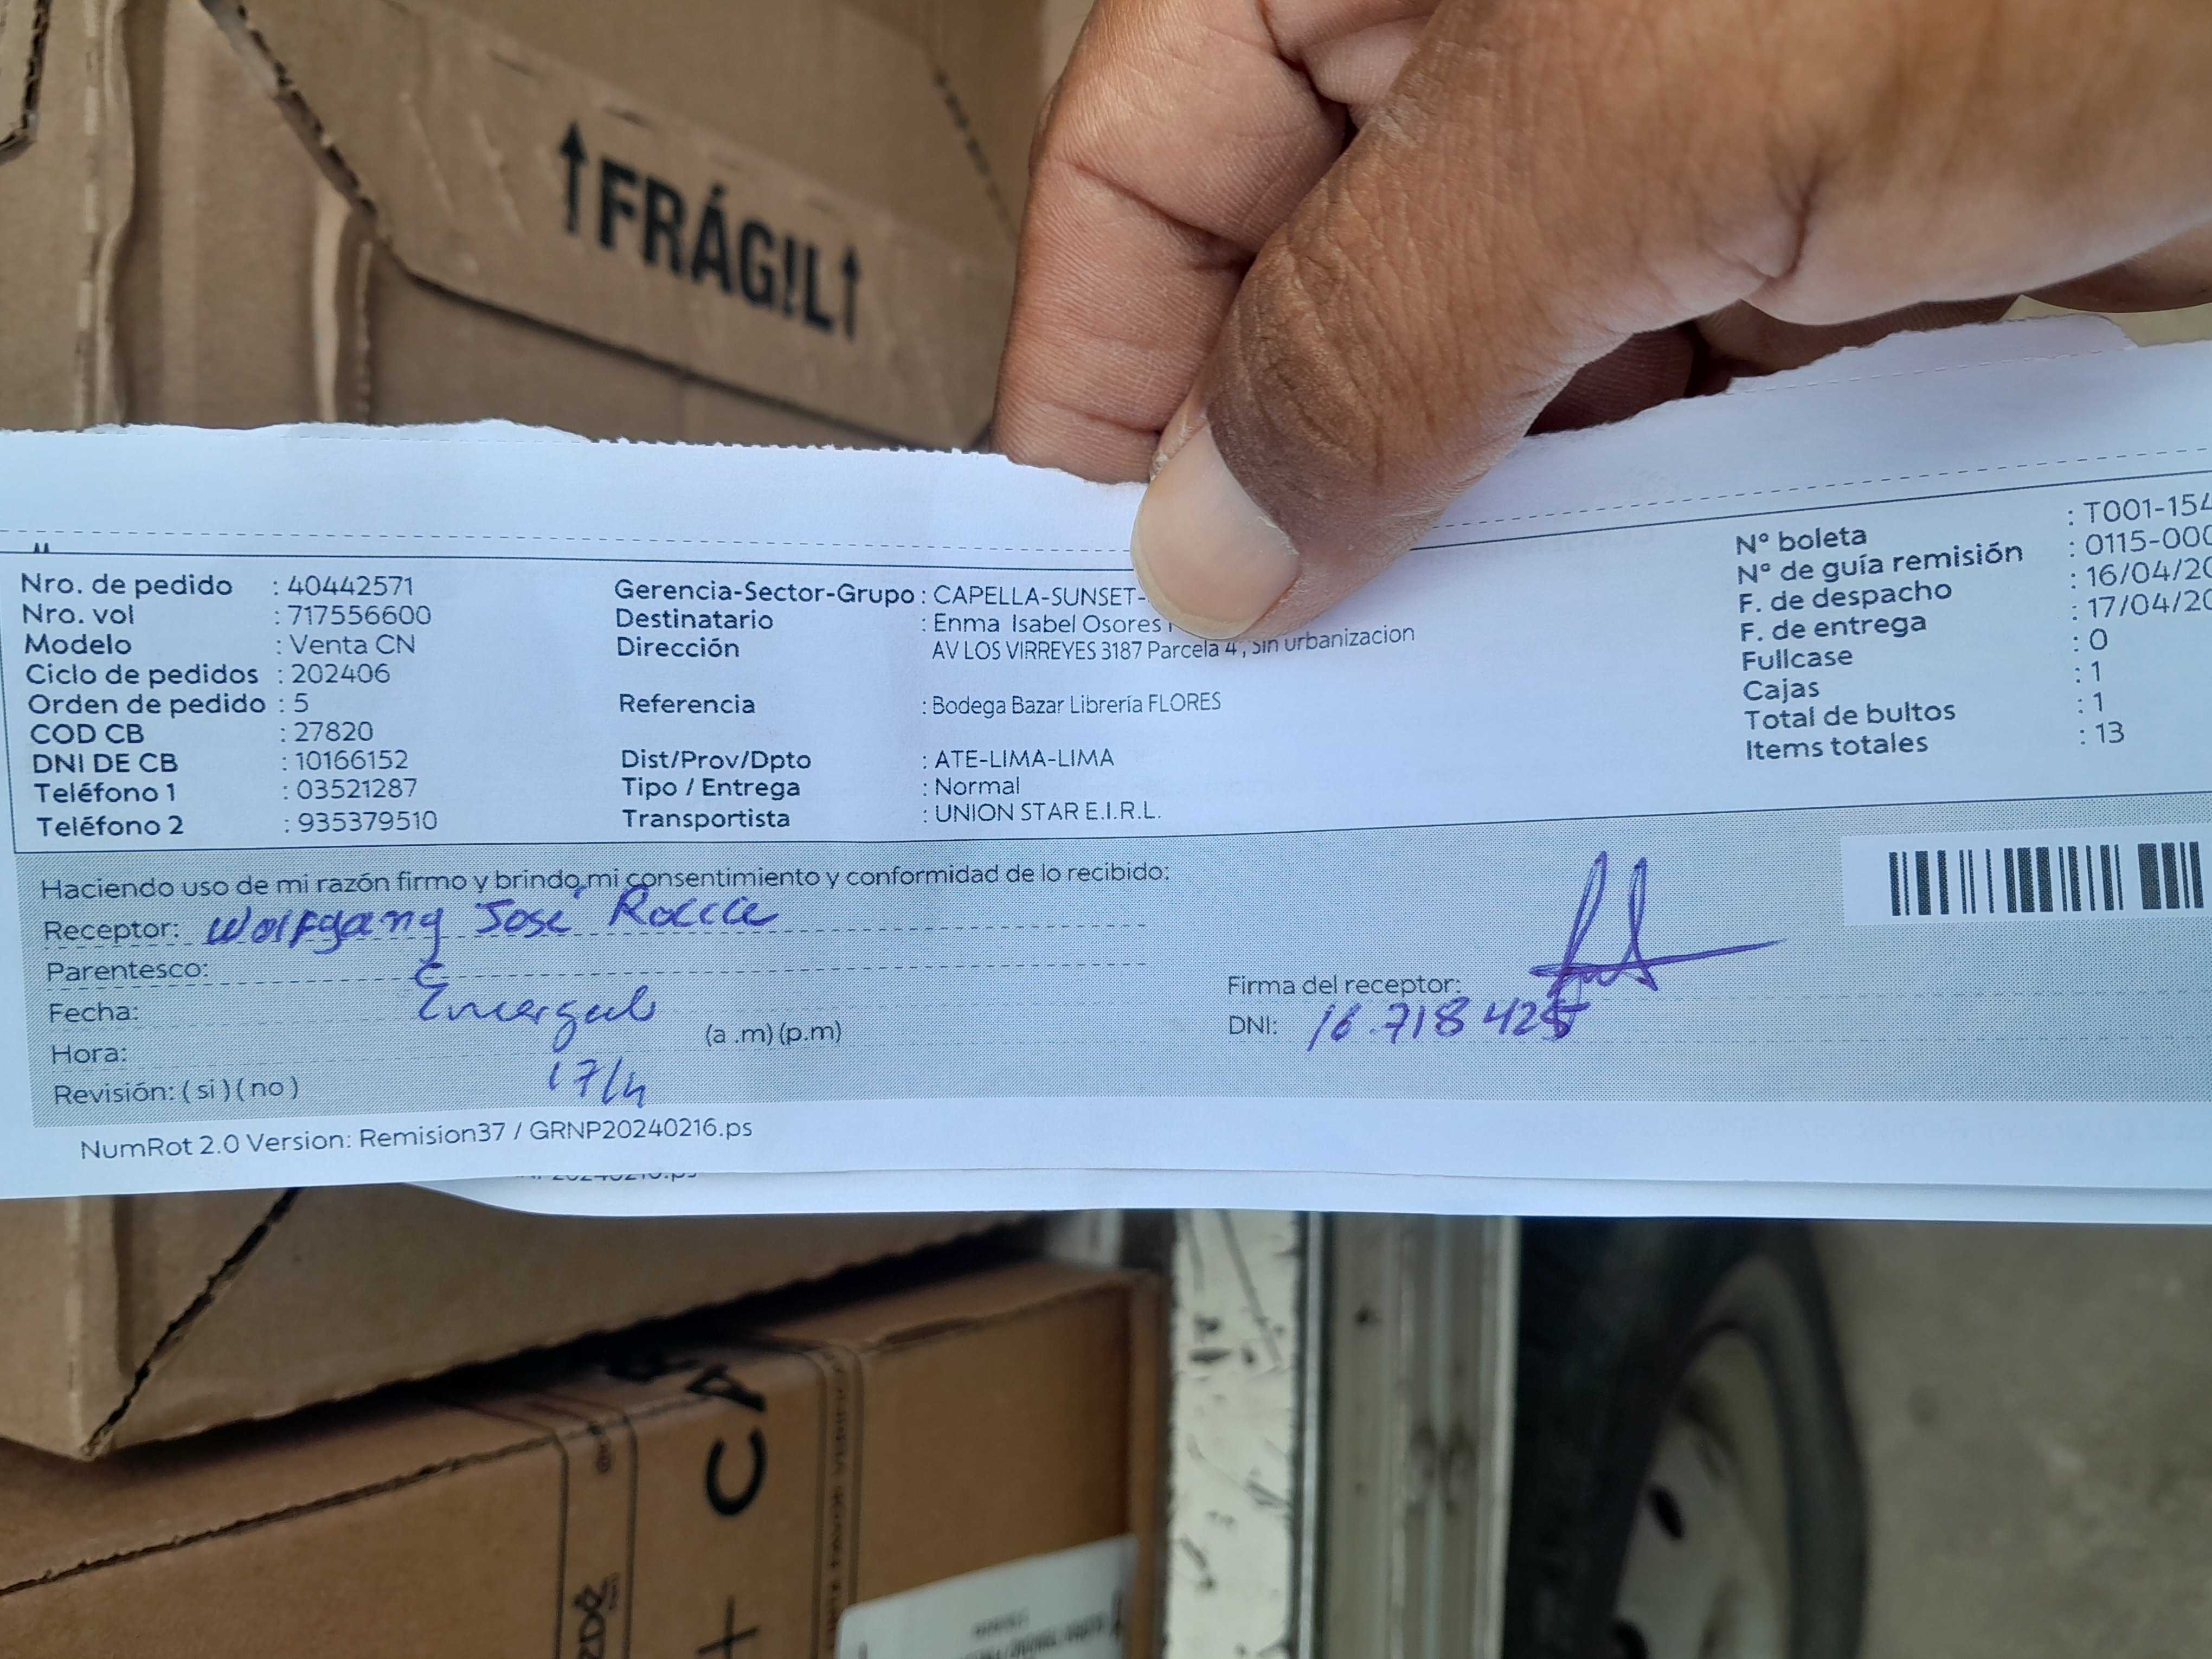 ↑FRÁGIL↑
Nro. de pedido : 40442571
Nro. vol : 717556600
Modelo : Venta CN
Ciclo de pedidos : 202406
Orden de pedido : 5
COD CB : 27820
DNI DE CB : 10166152
Teléfono 1 : 03521287
Teléfono 2 : 935379510
Gerencia-Sector-Grupo : CAPELLA-SUNSET-
Destinatario : Enma Isabel Osores
Dirección : AV LOS VIRREYES 3187 Parcela 4 , Sin urbanizacion
Referencia : Bodega Bazar Librería FLORES
Dist/Prov/Dpto : ATE-LIMA-LIMA
Tipo / Entrega : Normal
Transportista : UNION STAR E.I.R.L.
N° boleta : T001-154
N° de guía remisión : 0115-000
F. de despacho : 16/04/20
F. de entrega : 17/04/20
Fullcase : 0
Cajas : 1
Total de bultos : 1
Items totales : 13
Haciendo uso de mi razón firmo y brindo mi consentimiento y conformidad de lo recibido:
Receptor: Wolfgang José
Parentesco:
Fecha:
Hora: (a .m) (p.m)
Revisión: ( si ) ( no ) 17/4
Firma del receptor:
DNI: 16.718 425
NumRot 2.0 Version: Remision37 / GRNP20240216.ps
CA
+